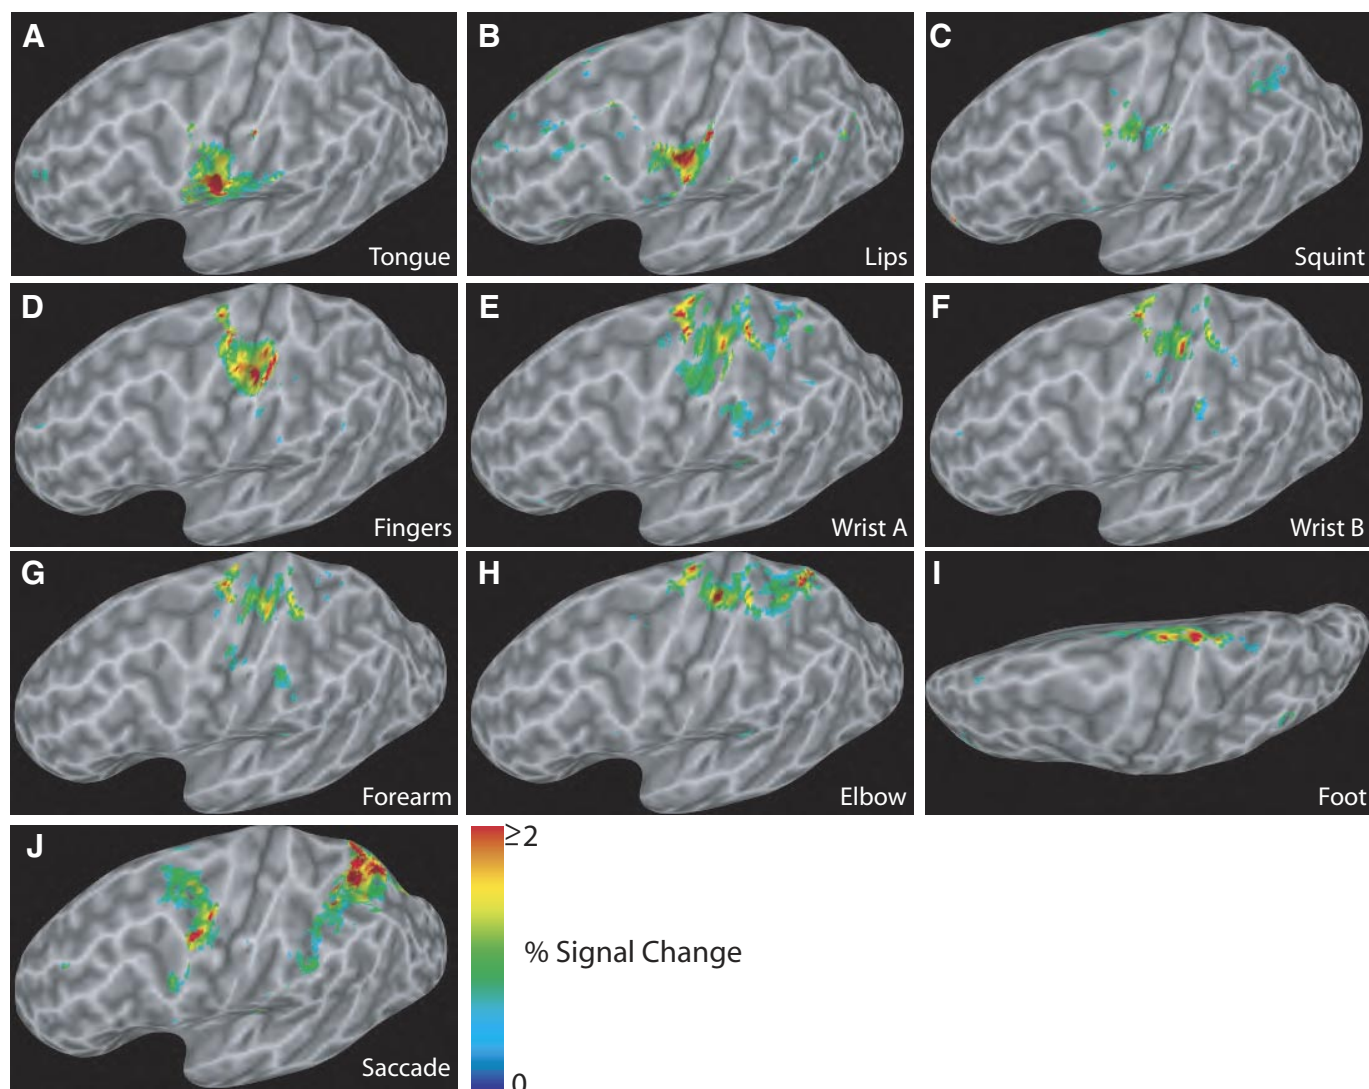 A
Tongue
B
Lips
C
Squint
D
Fingers
E
Wrist A
F
Wrist B
G
Forearm
H
Elbow
I
Foot
J
Saccade
≥2
% Signal Change
0